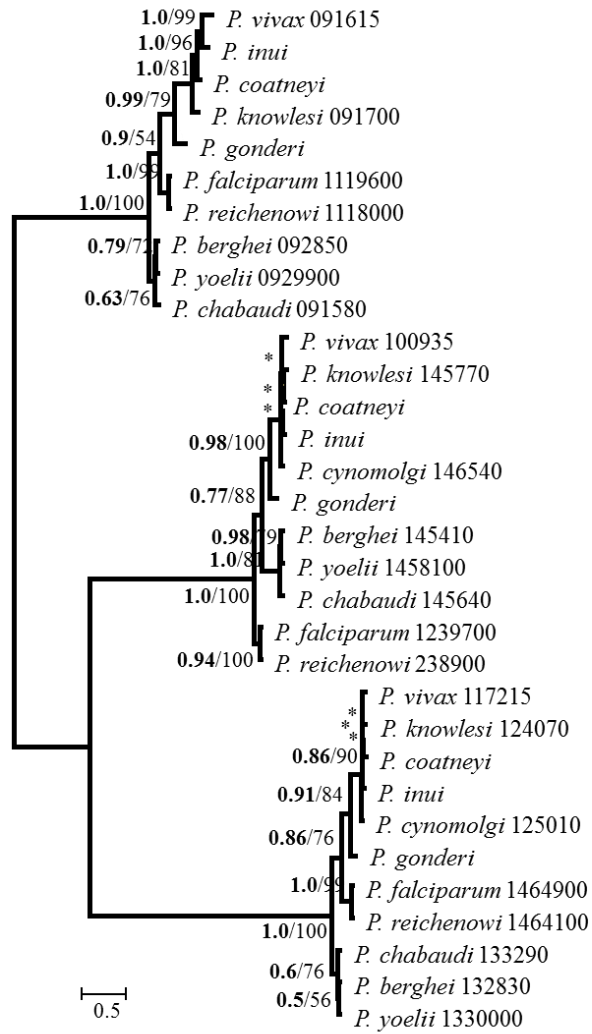 1.0/99
P. vivax 091615
1.0/96
P. inui
1.0/81
P. coatneyi
0.99/79
P. knowlesi 091700
0.9/54
P. gonderi
1.0/99
P. falciparum 1119600
1.0/100
P. reichenowi 1118000
0.79/72
P. berghei 092850
P. yoelii 0929900
0.63/76
P. chabaudi 091580
P. vivax 100935
*
P. knowlesi 145770
*
*
P. coatneyi
0.98/100
P. inui
P. cynomolgi 146540
0.77/88
P. gonderi
0.98/79
P. berghei 145410
1.0/81
P. yoelii 1458100
1.0/100
P. chabaudi 145640
P. falciparum 1239700
0.94/100
P. reichenowi 238900
P. vivax 117215
*
*
P. knowlesi 124070
*
0.86/90
P. coatneyi
0.91/84
P. inui
P. cynomolgi 125010
0.86/76
P. gonderi
1.0/99
P. falciparum 1464900
P. reichenowi 1464100
1.0/100
P. chabaudi 133290
0.6/76
P. berghei 132830
0.5/56
P. yoelii 1330000
0.5